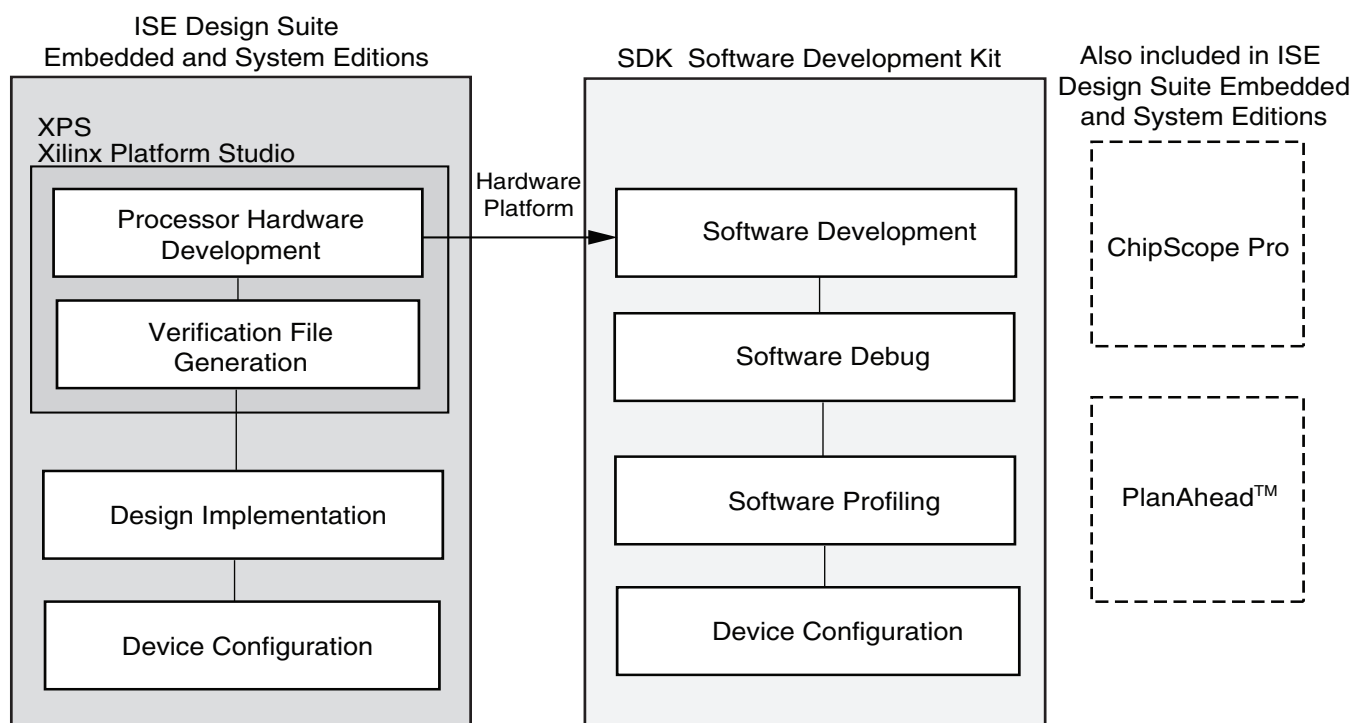 ISE Design Suite
Embedded and System Editions
XPS
Xilinx Platform Studio
Processor Hardware
Development
Verification File
Generation
Design Implementation
Device Configuration
Hardware
Platform
SDK Software Development Kit
Software Development
Software Debug
Software Profiling
Device Configuration
Also included in ISE
Design Suite Embedded
and System Editions
ChipScope Pro
PlanAhead™